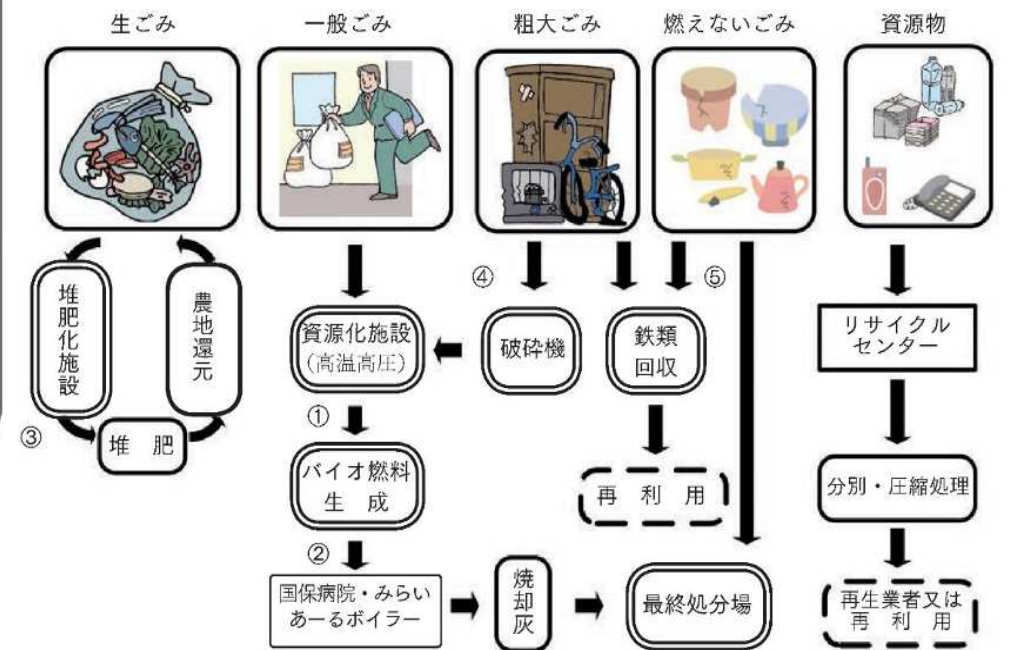 生ごみ
一般ごみ
粗大ごみ
燃えないごみ
資源物
堆肥化施設
農地還元
③
堆 肥
資源化施設
(高温高圧)
①
バイオ燃料
生 成
②
国保病院・みらい
あーるボイラー
焼却灰
④
破砕機
鉄類
回収
再 利 用
⑤
最終処分場
リサイクル
センター
分別・圧縮処理
再生業者又は
再 利 用